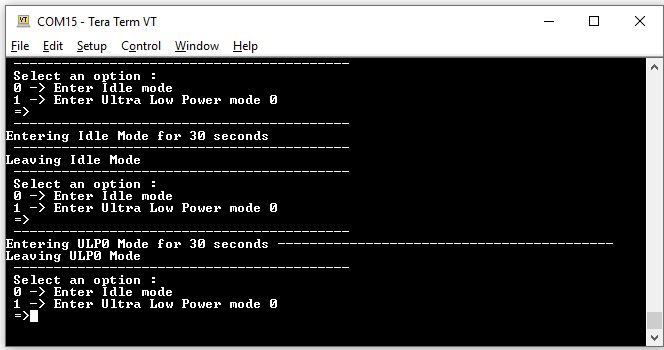 COM15 - Tera Term VT
File Edit Setup Control Window Help
-------------------------------------------
Select an option :
0 -> Enter Idle mode
1 -> Enter Ultra Low Power mode 0
=>
-------------------------------------------
Entering Idle Mode for 30 seconds
-------------------------------------------
Leaving Idle Mode
-------------------------------------------
Select an option :
0 -> Enter Idle mode
1 -> Enter Ultra Low Power mode 0
=>
-------------------------------------------
Entering ULP0 Mode for 30 seconds -------------------------------------------
Leaving ULP0 Mode
-------------------------------------------
Select an option :
0 -> Enter Idle mode
1 -> Enter Ultra Low Power mode 0
=>